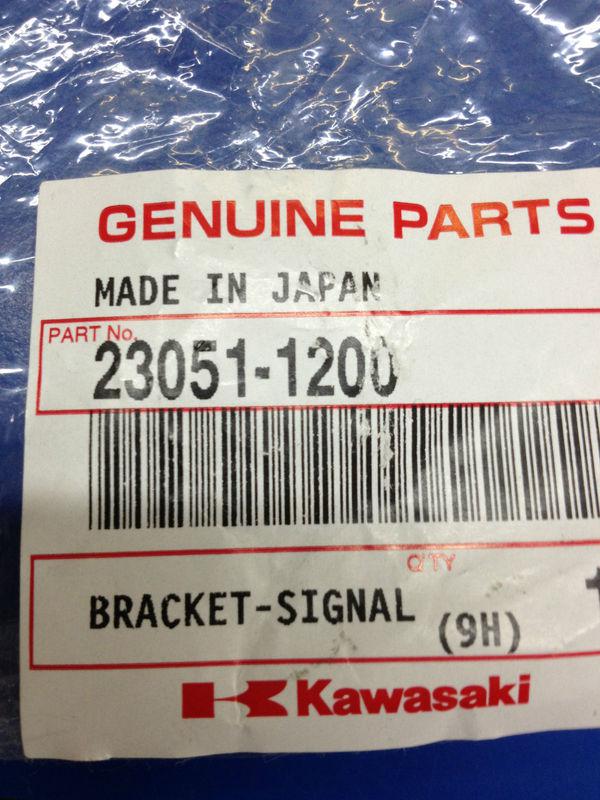 GENUINE PARTS
MADE IN JAPAN
PART No.
23051-1200
Q'TY
BRACKET-SIGNAL (9H)
Kawasaki